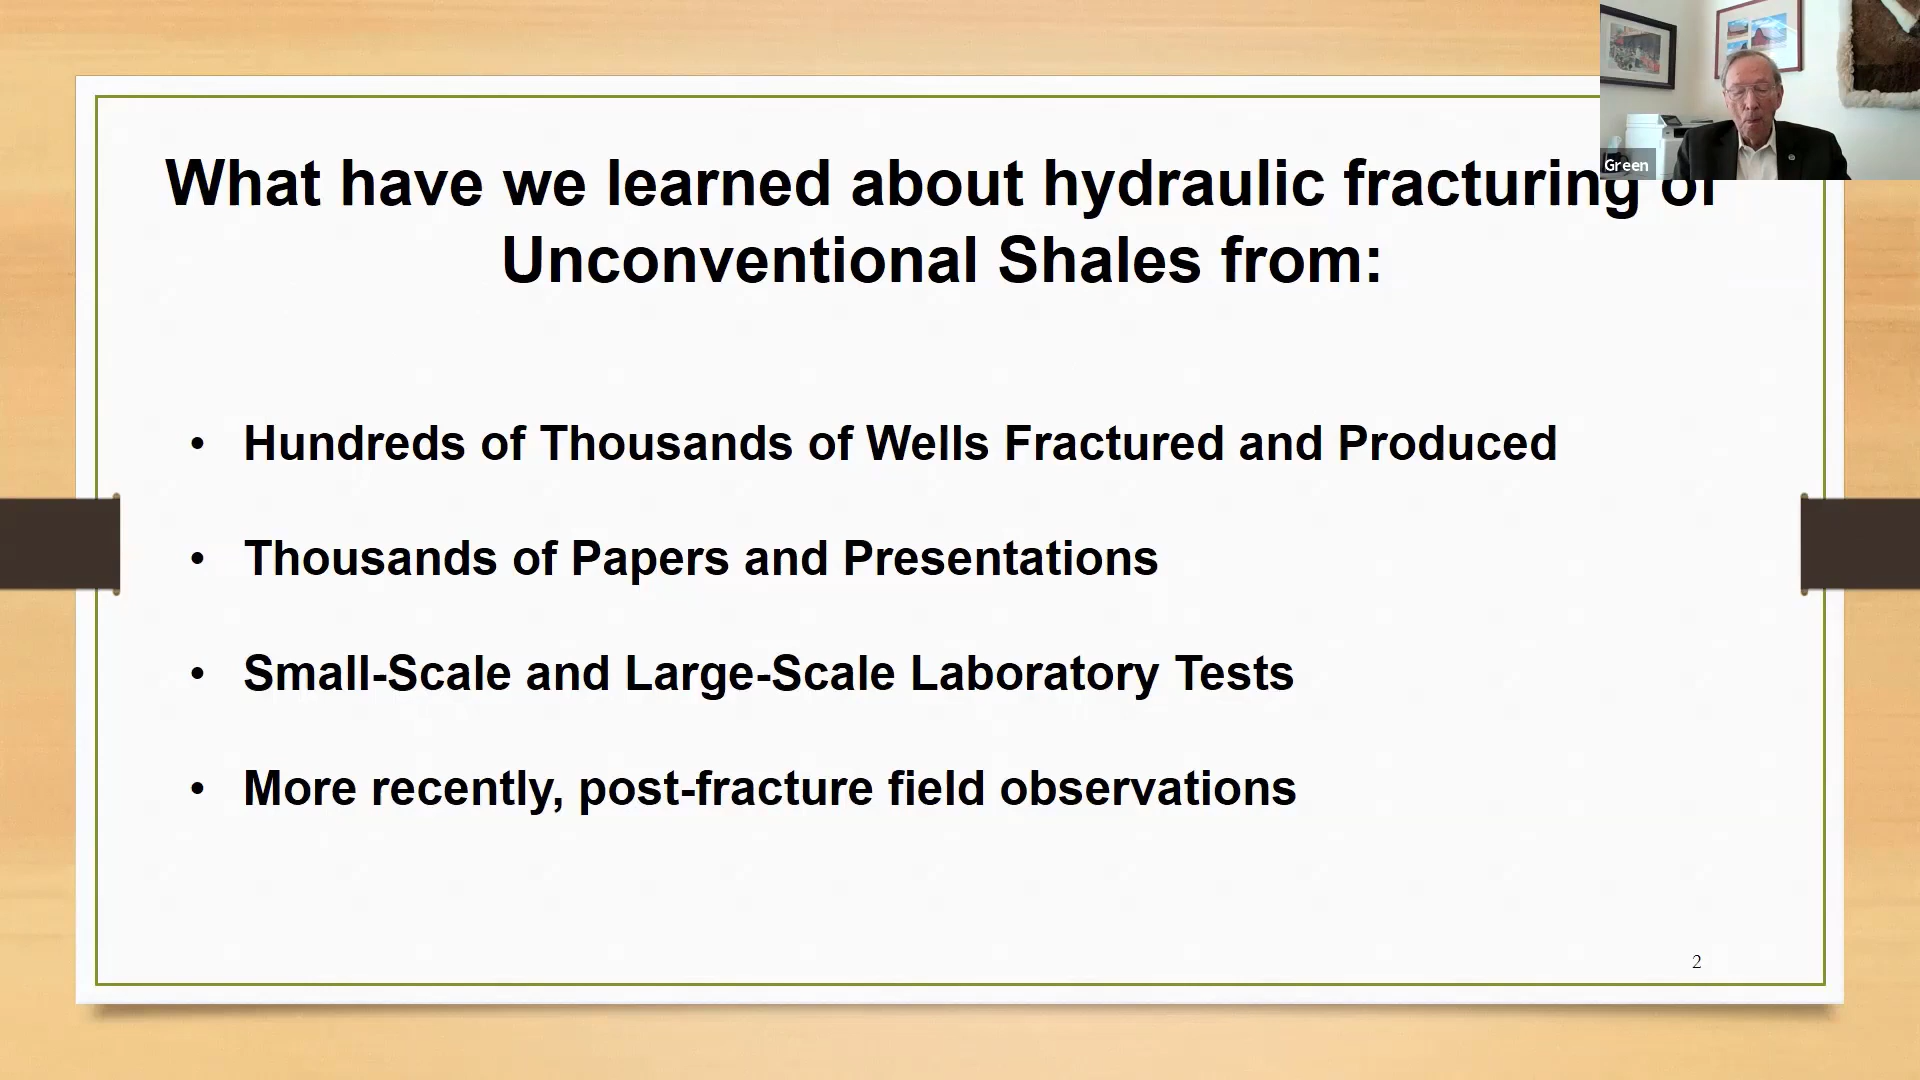 What have we learned about hydraulic fracturing of
Unconventional Shales from:
• Hundreds of Thousands of Wells Fractured and Produced
• Thousands of Papers and Presentations
• Small-Scale and Large-Scale Laboratory Tests
• More recently, post-fracture field observations
2
Green